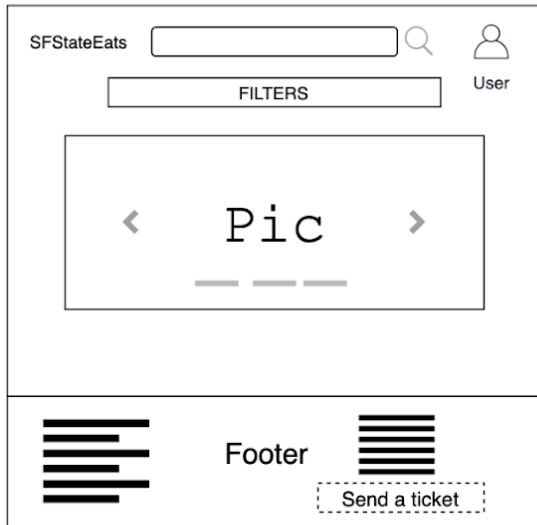 SFStateEats
User
FILTERS
Pic
Footer
Send a ticket